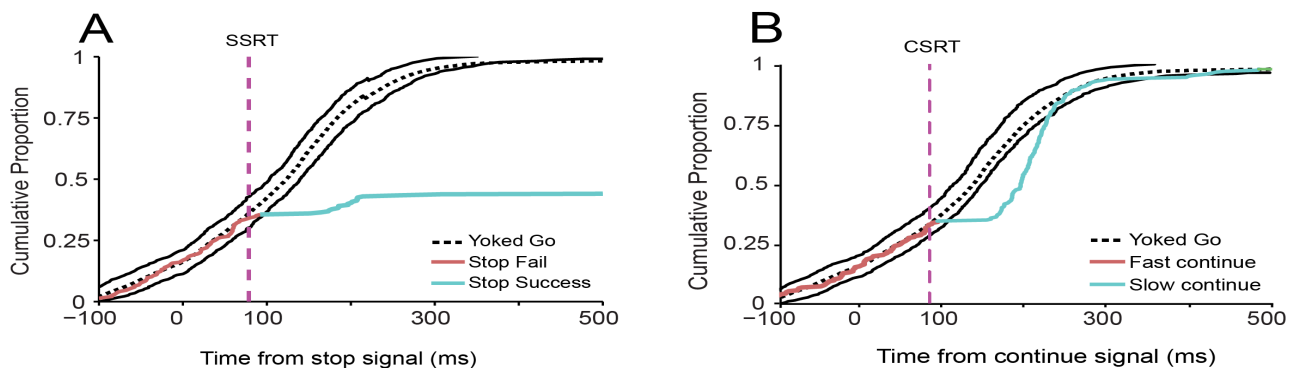 A
SSRT
1
0.75
0.5
0.25
0
Cumulative Proportion
Yoked Go
Stop Fail
Stop Success
−100
0
100
300
500
Time from stop signal (ms)
B
CSRT
1
0.75
0.5
0.25
0
Cumulative Proportion
Yoked Go
Fast continue
Slow continue
−100
0
100
300
500
Time from continue signal (ms)